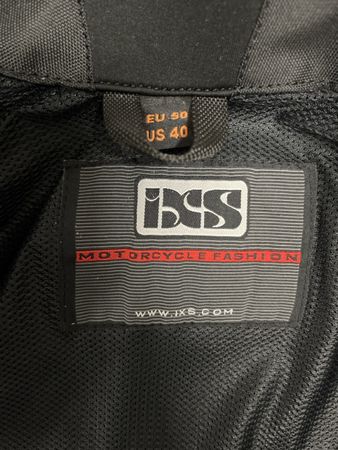 EU 50
US 40
iXS
MOTORCYCLE FASHION
WWW.IXS.COM